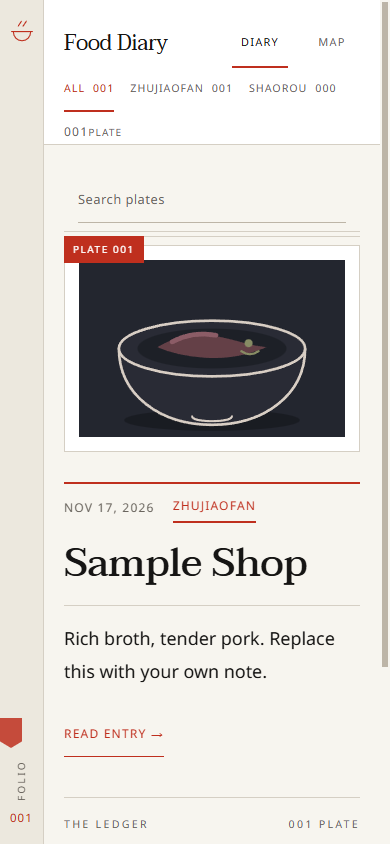 Food Diary
DIARY
MAP
ALL 001
ZHUJIAOFAN 001
SHAOROU 000
001PLATE
Search plates
PLATE 001
NOV 17, 2026
ZHUJIAOFAN
Sample Shop
Rich broth, tender pork. Replace
this with your own note.
READ ENTRY →
FOLIO
001
THE LEDGER
001 PLATE